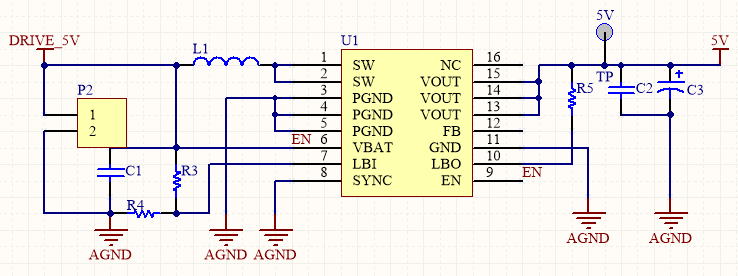 5V
DRIVE_5V
L1
U1
5V
1 SW NC 16
2 SW VOUT 15
3 PGND VOUT 14
4 PGND VOUT 13
5 PGND FB 12
EN 6 VBAT GND 11
7 LBI LBO 10
8 SYNC EN 9 EN
P2
1
2
TP
R5
C2
C3
C1
R3
R4
AGND
AGND
AGND
AGND
AGND